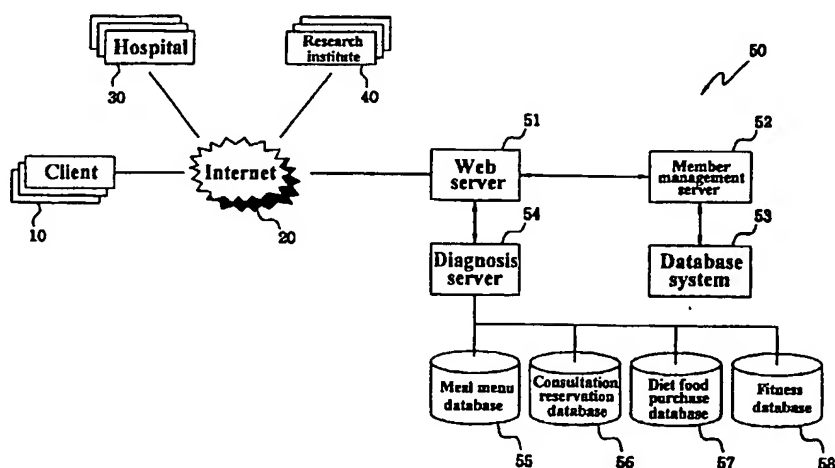 Hospital
30
Research
institute
40
50
Client
10
Internet
20
51
Web
server
52
Member
management
server
54
Diagnosis
server
53
Database
system
Meal menu
database
55
Consultation
reservation
database
56
Diet food
purchase
database
57
Fitness
database
58